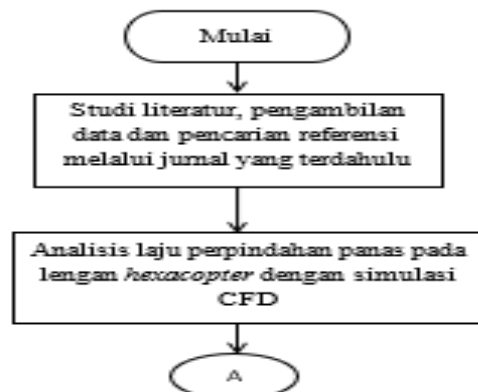 Mulai
Studi literatur, pengambilan
data dan pencarian referensi
melalui jurnal yang terdahulu
Analisis laju perpindahan panas pada
lengan hexacopter dengan simulasi
CFD
A